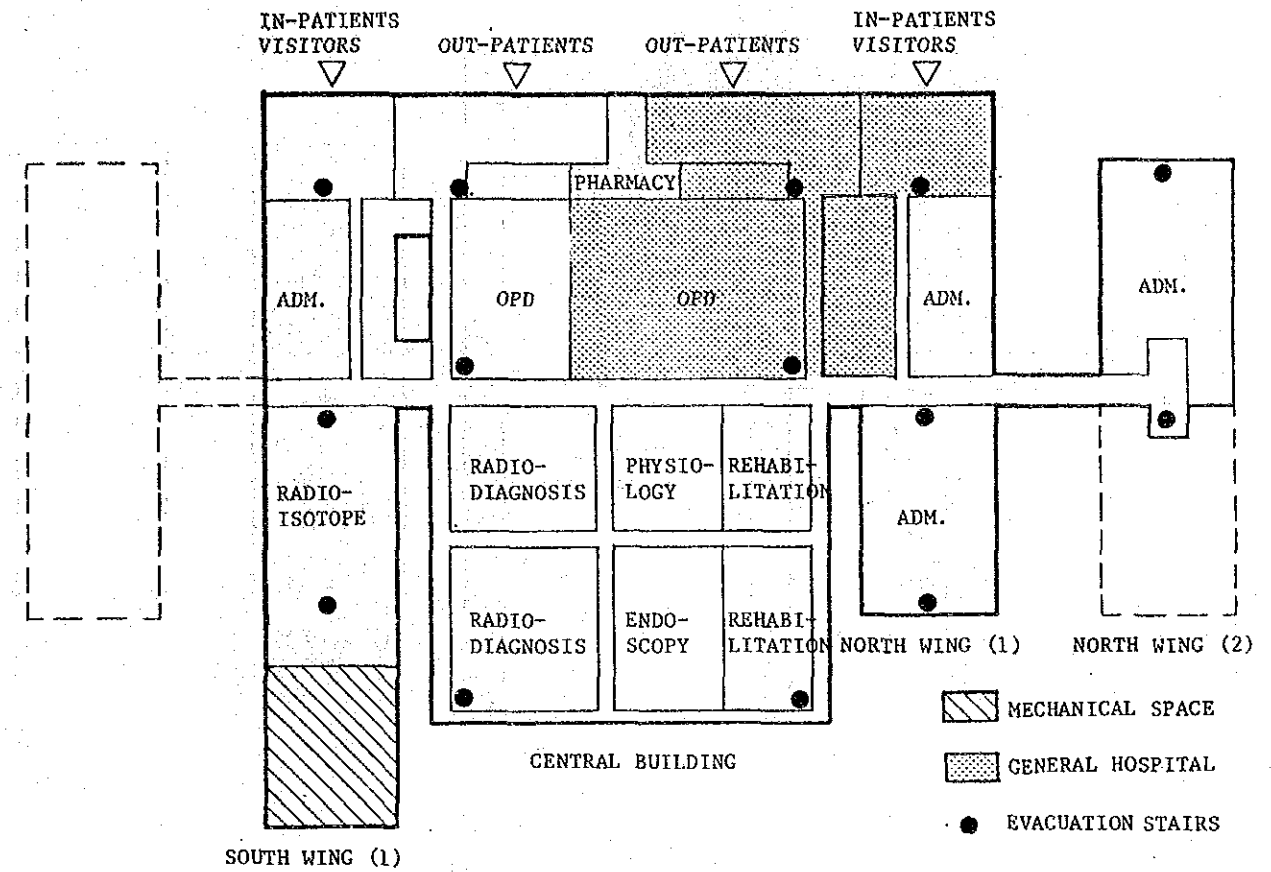 IN-PATIENTS
VISITORS
OUT-PATIENTS
OUT-PATIENTS
IN-PATIENTS
VISITORS
PHARMACY
ADM.
OPD
OPD
ADM.
ADM.
RADIO-
ISOTOPE
RADIO-
DIAGNOSIS
PHYSIO-
LOGY
REHABI-
LITATION
ADM.
RADIO-
DIAGNOSIS
ENDO-
SCOPY
REHABI-
LITATION
NORTH WING (1)
NORTH WING (2)
MECHANICAL SPACE
CENTRAL BUILDING
GENERAL HOSPITAL
EVACUATION STAIRS
SOUTH WING (1)